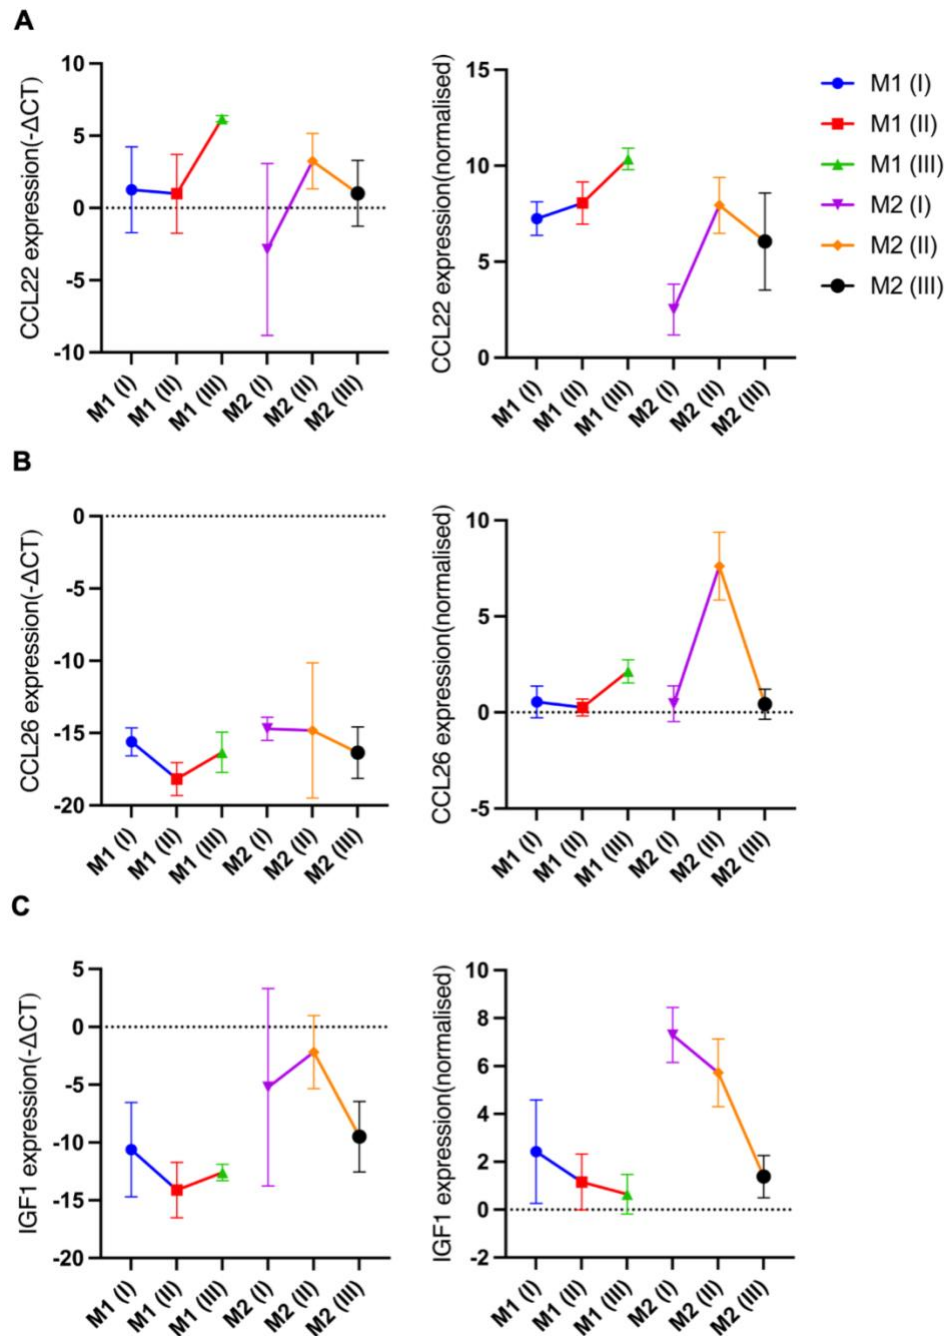 A
CCL22 expression(-ΔCT)
10
5
0
-5
-10
M1 (I)
M1 (II)
M1 (III)
M2 (I)
M2 (II)
M2 (III)
CCL22 expression(normalised)
15
10
5
0
M1 (I)
M1 (II)
M1 (III)
M2 (I)
M2 (II)
M2 (III)
M1 (I)
M1 (II)
M1 (III)
M2 (I)
M2 (II)
M2 (III)
B
CCL26 expression(-ΔCT)
0
-5
-10
-15
-20
M1 (I)
M1 (II)
M1 (III)
M2 (I)
M2 (II)
M2 (III)
CCL26 expression(normalised)
10
5
0
-5
M1 (I)
M1 (II)
M1 (III)
M2 (I)
M2 (II)
M2 (III)
C
IGF1 expression(-ΔCT)
5
0
-5
-10
-15
-20
M1 (I)
M1 (II)
M1 (III)
M2 (I)
M2 (II)
M2 (III)
IGF1 expression(normalised)
10
8
6
4
2
0
-2
M1 (I)
M1 (II)
M1 (III)
M2 (I)
M2 (II)
M2 (III)